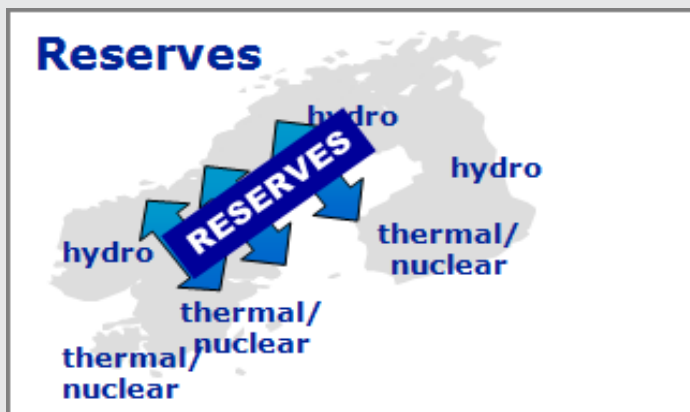 Reserves
hydro
RESERVES
hydro
hydro
thermal/
nuclear
thermal/
nuclear
thermal/
nuclear